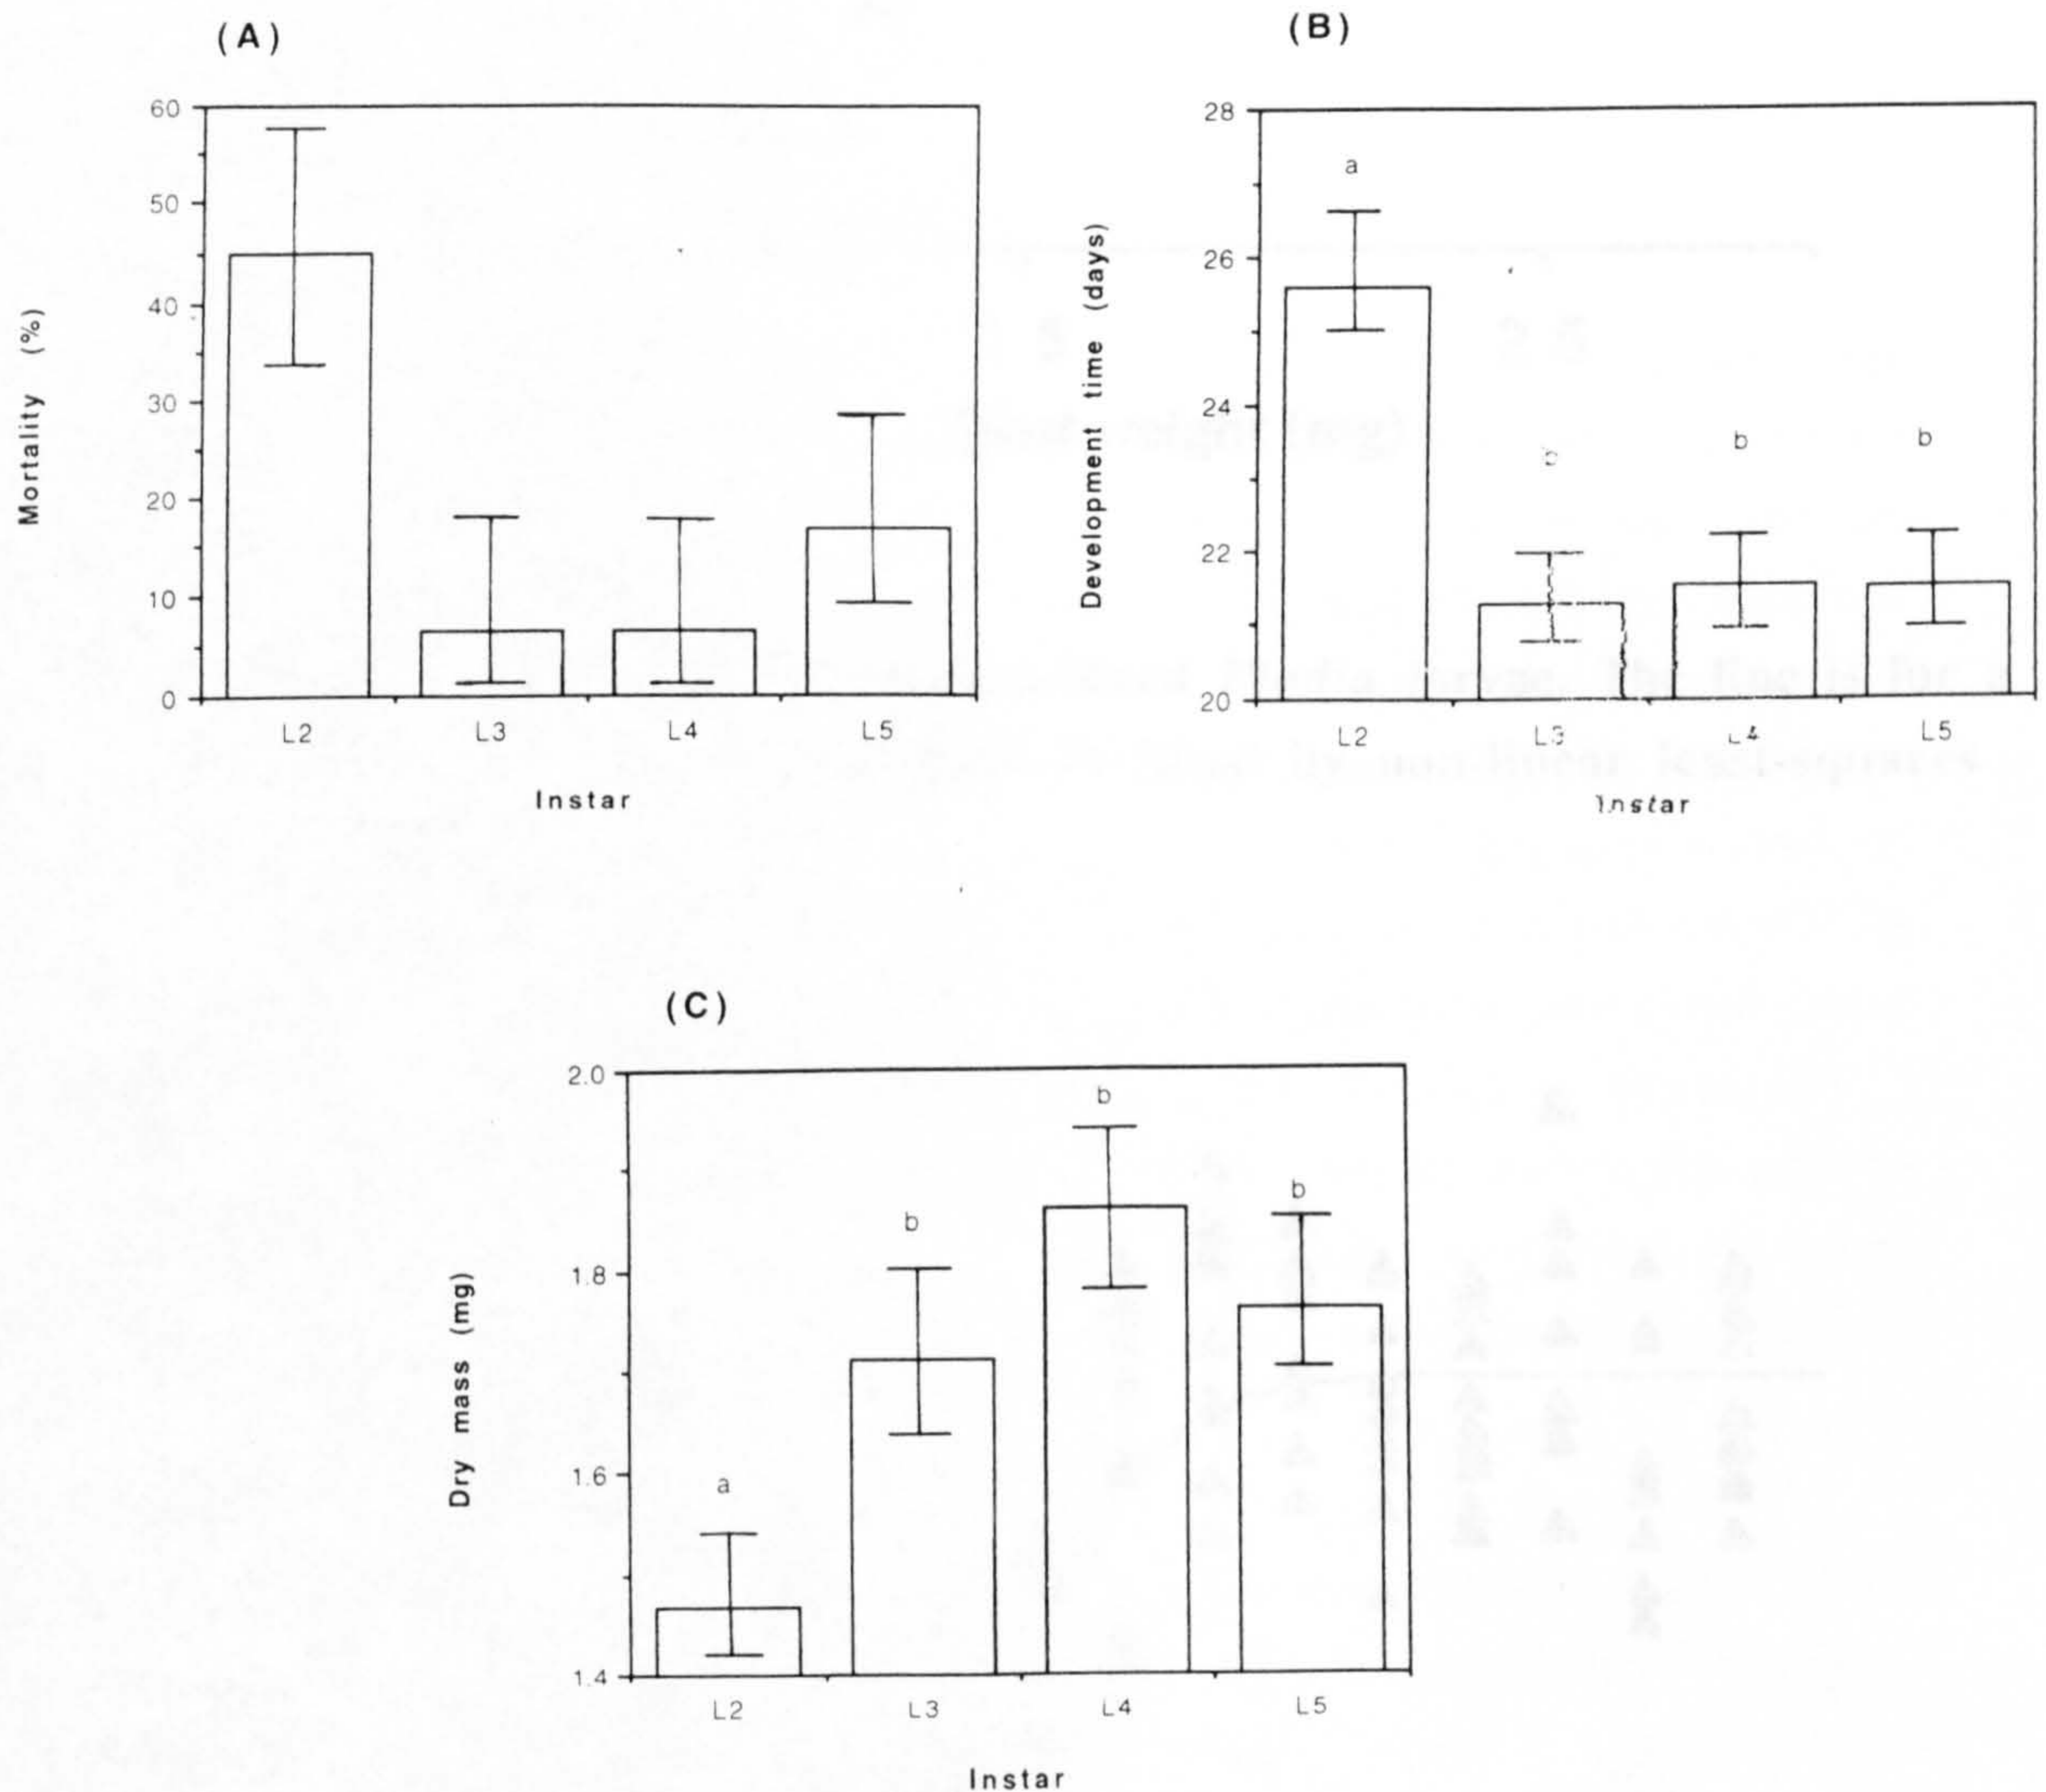 (A)
60
50
40
30
20
10
0
Mortality (%)
L2 L3 L4 L5
Instar
(B)
28
26
24
22
20
Development time (days)
a
b
b
b
L2 L3 L4 L5
Instar
(C)
2.0
1.8
1.6
1.4
Dry mass (mg)
a
b
b
b
L2 L3 L4 L5
Instar